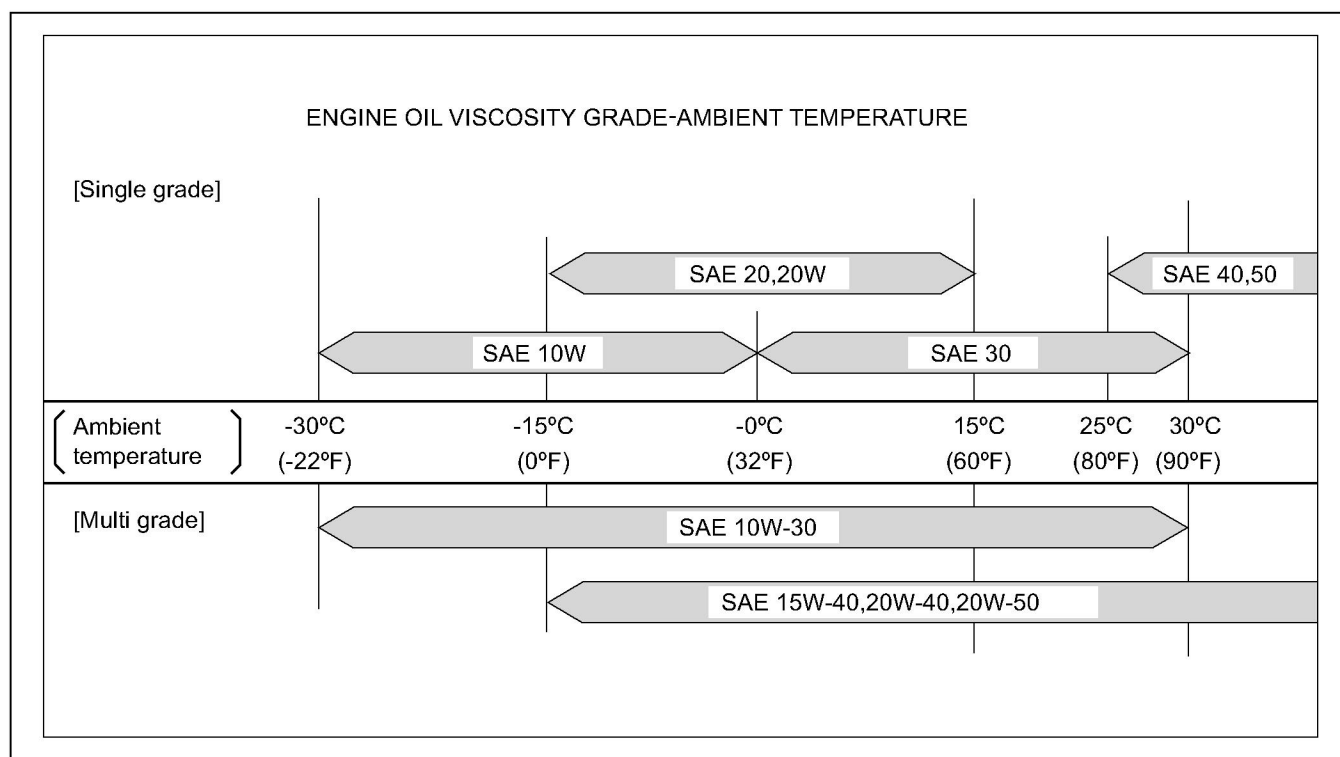 ENGINE OIL VISCOSITY GRADE-AMBIENT TEMPERATURE
[Single grade]
SAE 20,20W
SAE 40,50
SAE 10W
SAE 30
Ambient temperature
-30ºC
-15ºC
-0ºC
15ºC
25ºC
30ºC
(-22ºF)
(0ºF)
(32ºF)
(60ºF)
(80ºF)
(90ºF)
[Multi grade]
SAE 10W-30
SAE 15W-40,20W-40,20W-50